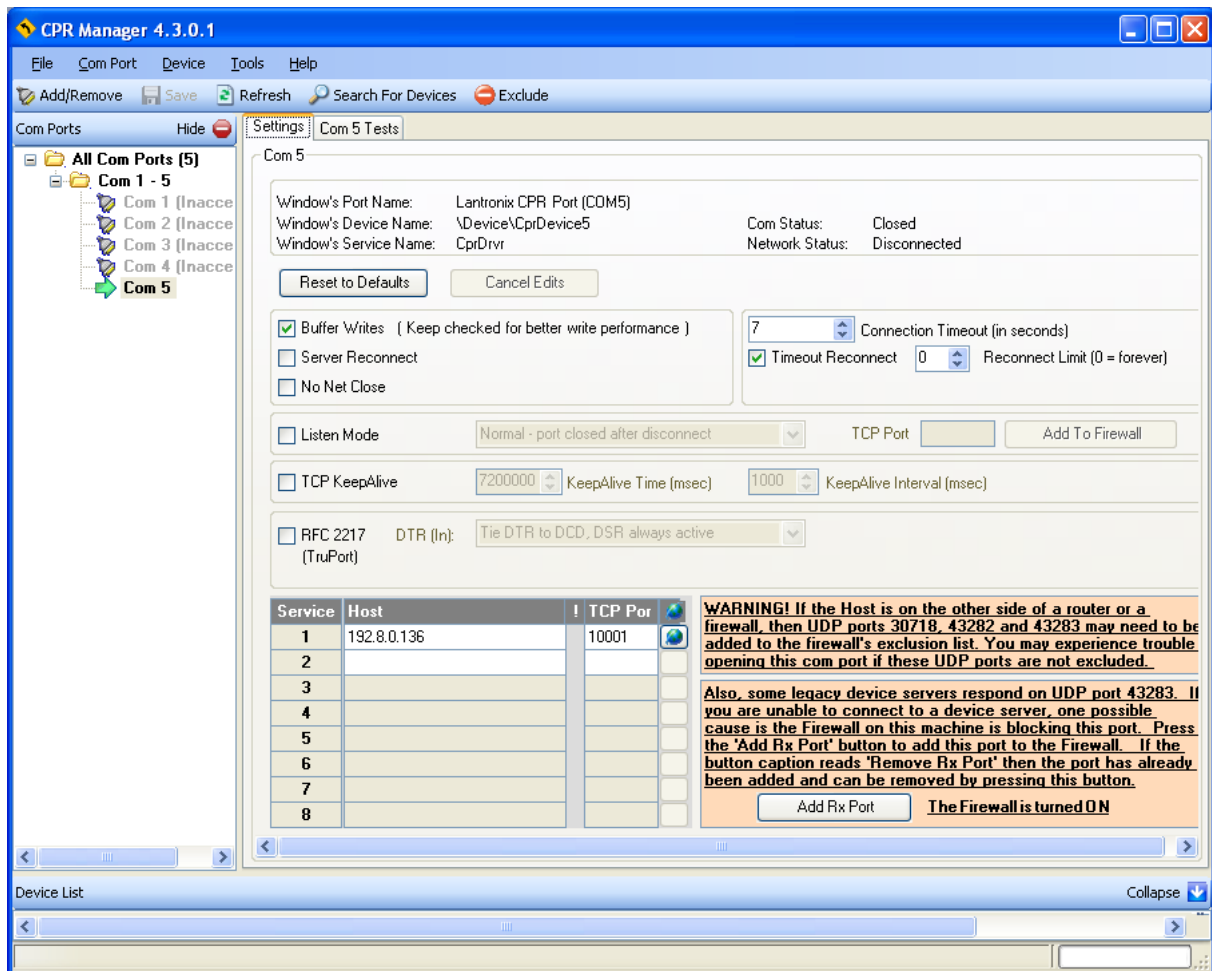 CPR Manager 4.3.0.1
File Com Port Device Tools Help
Add/Remove Save Refresh Search For Devices Exclude
Com Ports Hide
Settings Com 5 Tests
All Com Ports (5)
Com 1 - 5
Com 1 (Inacce
Com 2 (Inacce
Com 3 (Inacce
Com 4 (Inacce
Com 5
Com 5
Window's Port Name: Lantronix CPR Port (COM5)
Window's Device Name: \Device\CprDevice5 Com Status: Closed
Window's Service Name: CprDrvr Network Status: Disconnected
Reset to Defaults Cancel Edits
Buffer Writes ( Keep checked for better write performance )
Server Reconnect
No Net Close
7 Connection Timeout (in seconds)
Timeout Reconnect 0 Reconnect Limit (0 = forever)
Listen Mode Normal - port closed after disconnect TCP Port Add To Firewall
TCP KeepAlive 7200000 KeepAlive Time (msec) 1000 KeepAlive Interval (msec)
RFC 2217 DTR (In): Tie DTR to DCD, DSR always active
(TruPort)
Service Host ! TCP Por
1 192.8.0.136 10001
2
3
4
5
6
7
8
WARNING! If the Host is on the other side of a router or a
firewall, then UDP ports 30718, 43282 and 43283 may need to be
added to the firewall's exclusion list. You may experience trouble
opening this com port if these UDP ports are not excluded.
Also, some legacy device servers respond on UDP port 43283. If
you are unable to connect to a device server, one possible
cause is the Firewall on this machine is blocking this port. Press
the 'Add Rx Port' button to add this port to the Firewall. If the
button caption reads 'Remove Rx Port' then the port has already
been added and can be removed by pressing this button.
Add Rx Port The Firewall is turned ON
Device List Collapse